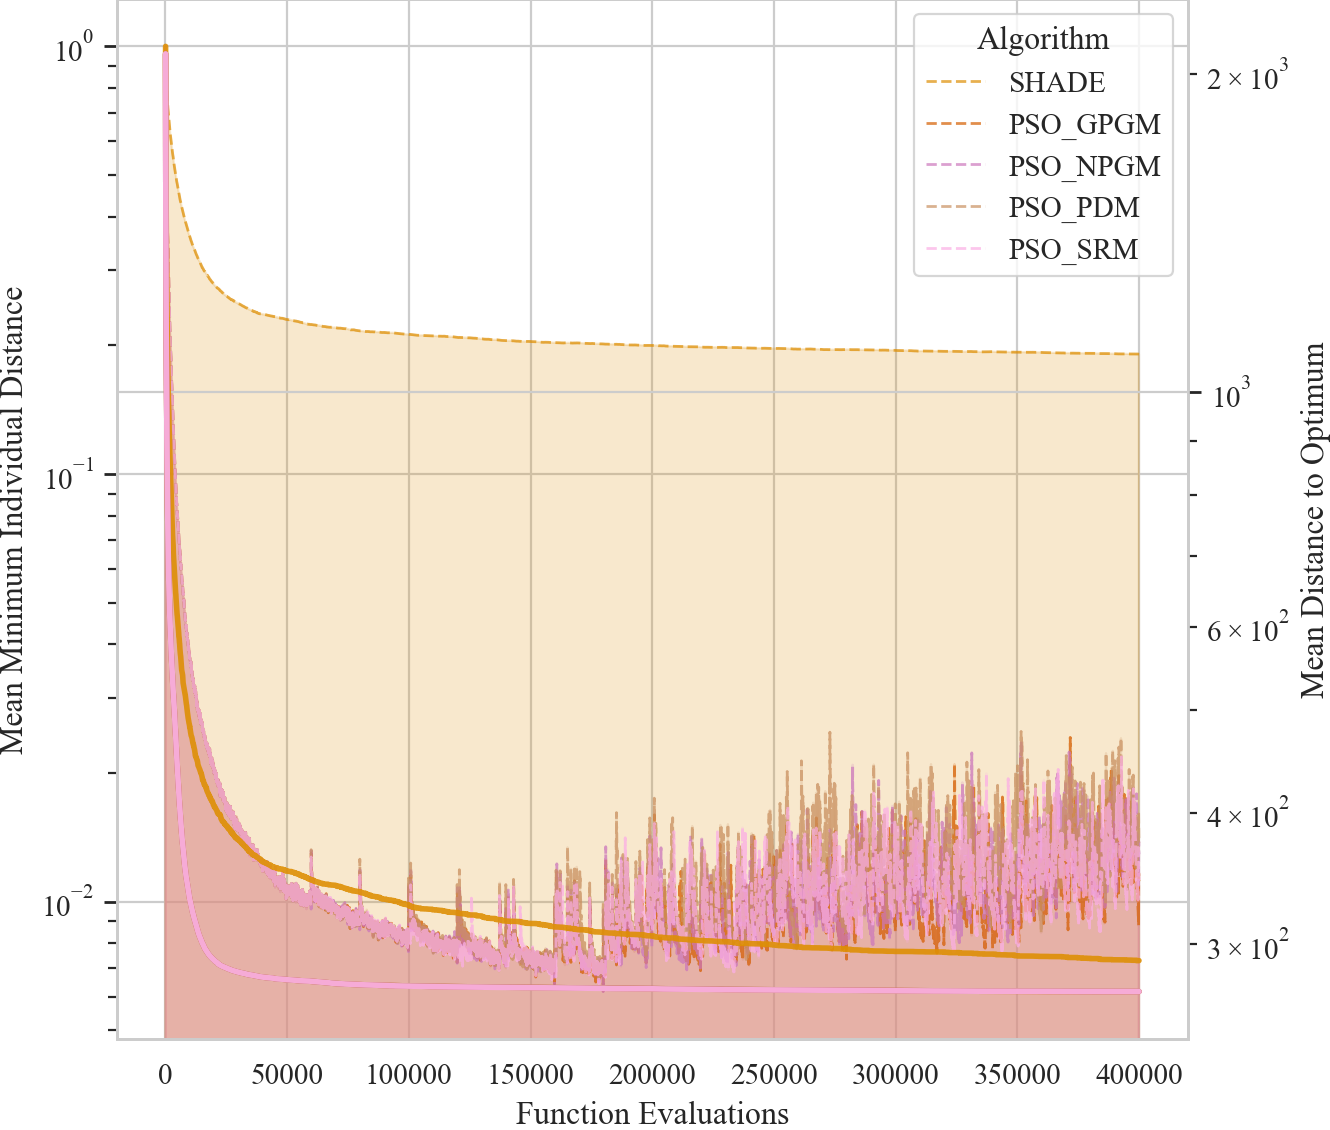 Mean Minimum Individual Distance
10^0
10^−1
10^−2
Algorithm
SHADE
PSO_GPGM
PSO_NPGM
PSO_PDM
PSO_SRM
2 × 10^3
10^3
6 × 10^2
4 × 10^2
3 × 10^2
Mean Distance to Optimum
0 50000 100000 150000 200000 250000 300000 350000 400000
Function Evaluations